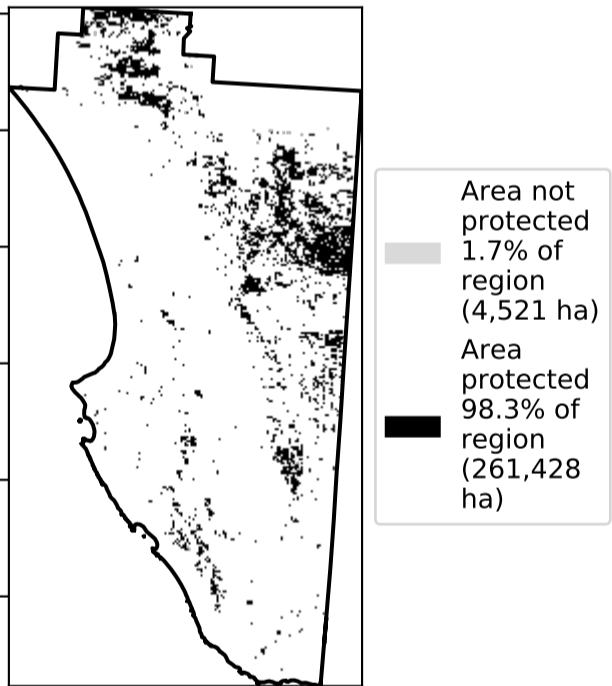 Area not
protected
1.7% of
region
(4,521 ha)
Area
protected
98.3% of
region
(261,428
ha)